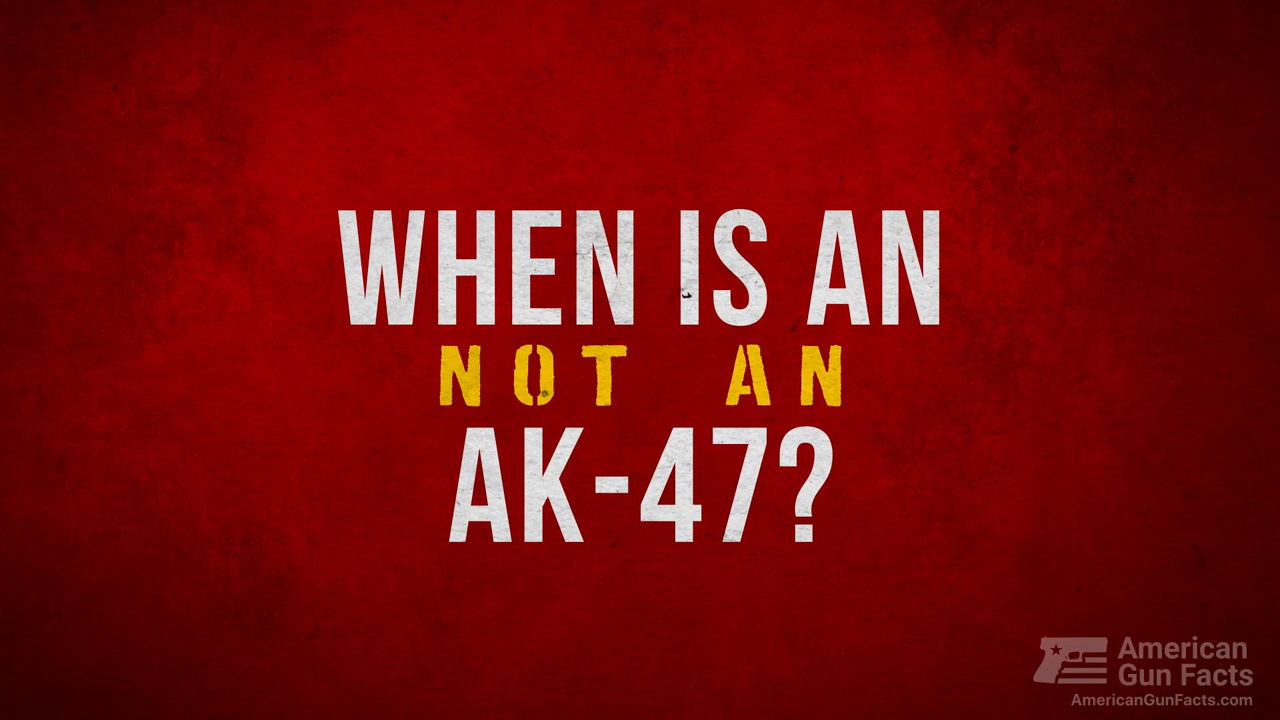 WHEN IS AN
NOT AN
AK-47?
American
Gun Facts
AmericanGunFacts.com